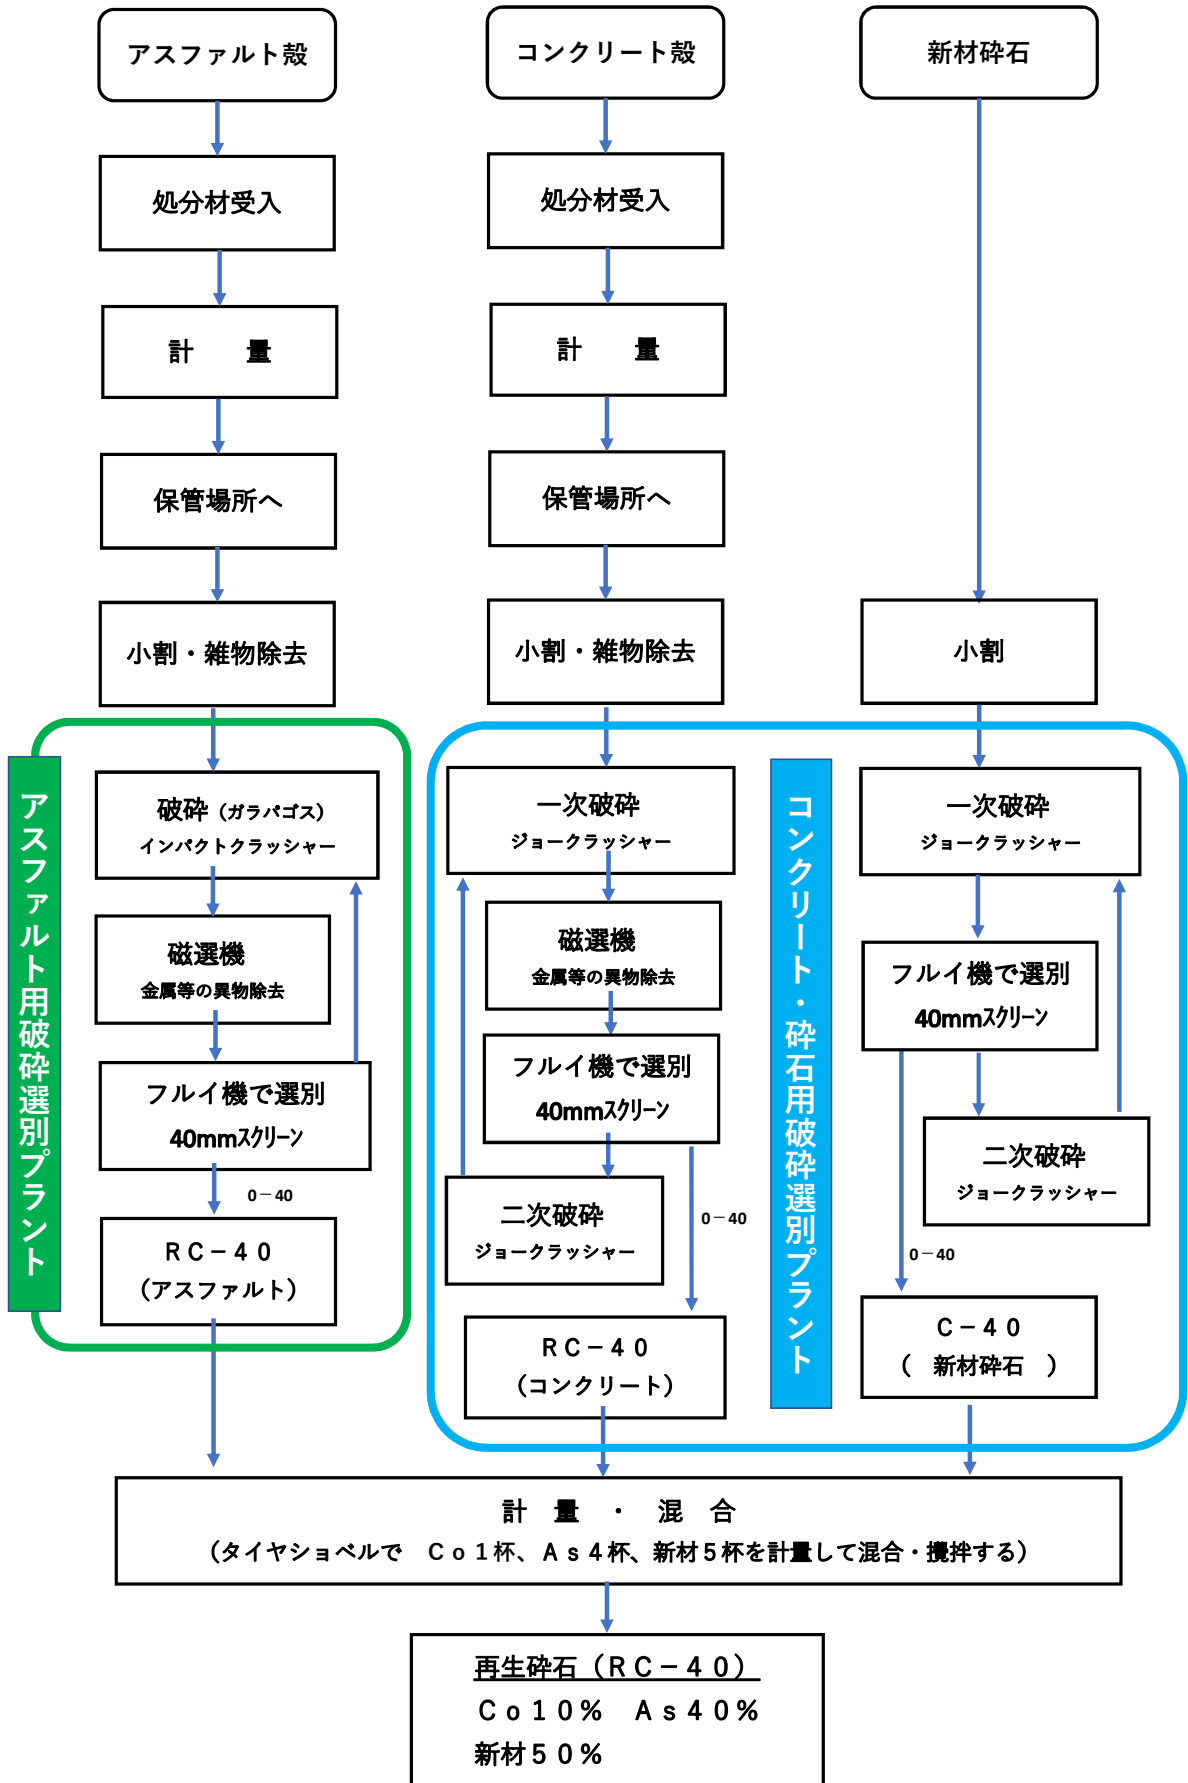 アスファルト殻
処分材受入
計　　量
保管場所へ
小割・雑物除去
コンクリート殻
処分材受入
計　　量
保管場所へ
小割・雑物除去
新材砕石
小割
アスファルト用破砕選別プラント
破砕（ガラパゴス）
インパクトクラッシャー
磁選機
金属等の異物除去
フルイ機で選別
40mmスクリーン
0－40
ＲＣ－４０
（アスファルト）
コンクリート・砕石用破砕選別プラント
一次破砕
ジョークラッシャー
磁選機
金属等の異物除去
フルイ機で選別
40mmスクリーン
二次破砕
ジョークラッシャー
0－40
ＲＣ－４０
（コンクリート）
一次破砕
ジョークラッシャー
フルイ機で選別
40mmスクリーン
二次破砕
ジョークラッシャー
0－40
Ｃ－４０
（　新材砕石　）
計　量　・　混　合
（タイヤショベルで　Ｃｏ１杯、Ａｓ４杯、新材５杯を計量して混合・攪拌する）
再生砕石（ＲＣ－４０）
Ｃｏ１０％　Ａｓ４０％
新材５０％